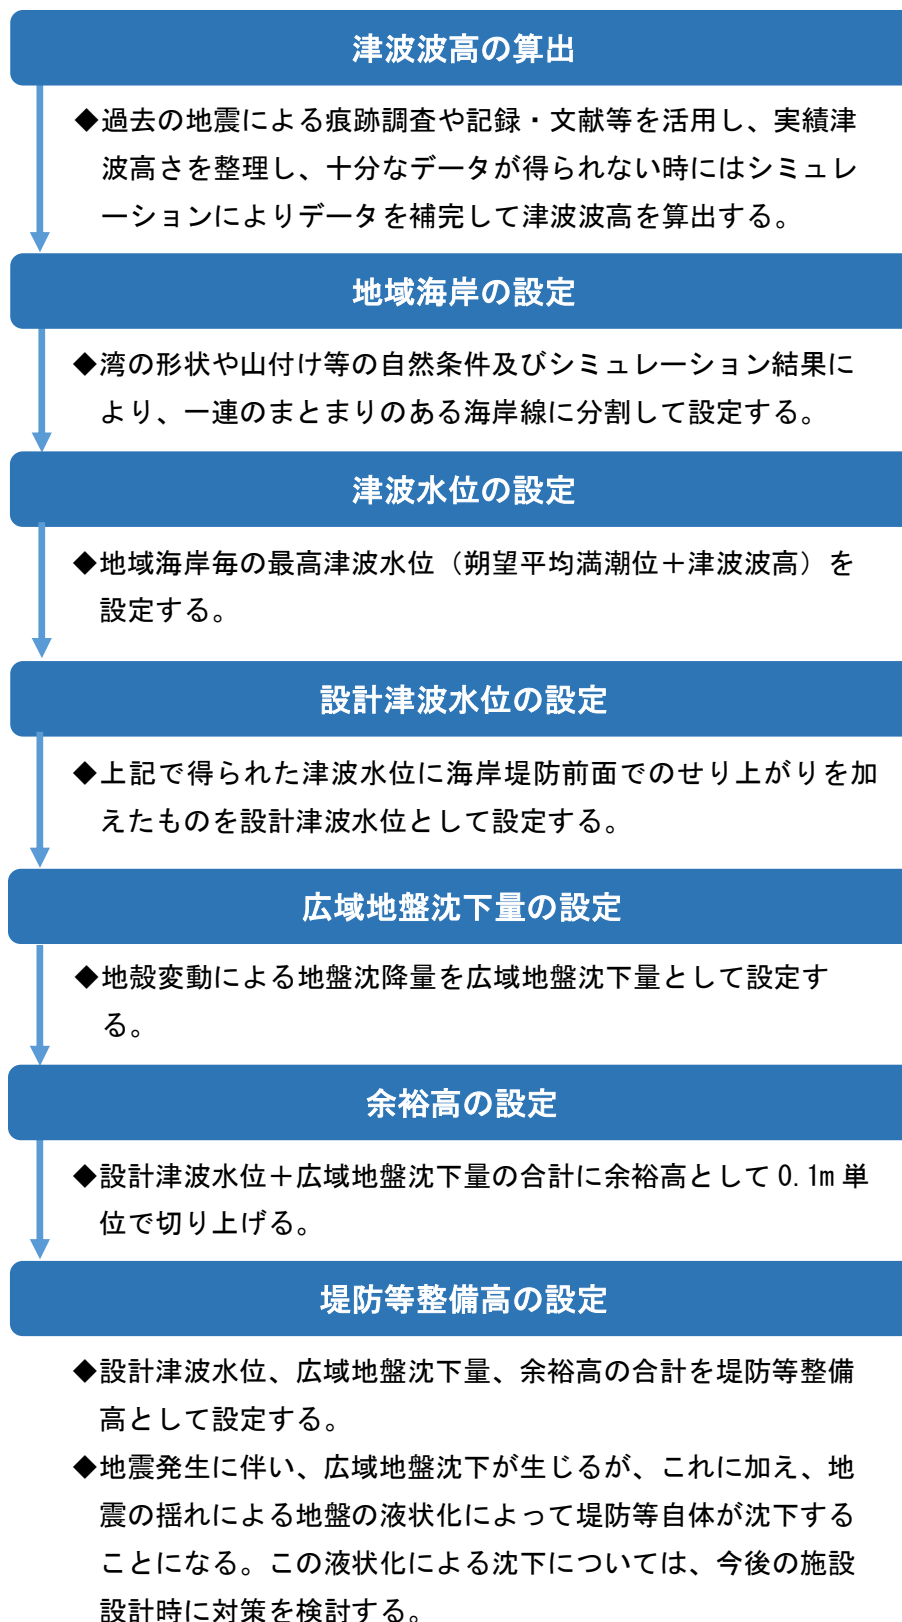 津波波高の算出
◆過去の地震による痕跡調査や記録・文献等を活用し、実績津
波高さを整理し、十分なデータが得られない時にはシミュレ
ーションによりデータを補完して津波波高を算出する。
地域海岸の設定
◆湾の形状や山付け等の自然条件及びシミュレーション結果に
より、一連のまとまりのある海岸線に分割して設定する。
津波水位の設定
◆地域海岸毎の最高津波水位（朔望平均満潮位＋津波波高）を
設定する。
設計津波水位の設定
◆上記で得られた津波水位に海岸堤防前面でのせり上がりを加
えたものを設計津波水位として設定する。
広域地盤沈下量の設定
◆地殻変動による地盤沈降量を広域地盤沈下量として設定す
る。
余裕高の設定
◆設計津波水位＋広域地盤沈下量の合計に余裕高として 0.1m 単
位で切り上げる。
堤防等整備高の設定
◆設計津波水位、広域地盤沈下量、余裕高の合計を堤防等整備
高として設定する。
◆地震発生に伴い、広域地盤沈下が生じるが、これに加え、地
震の揺れによる地盤の液状化によって堤防等自体が沈下する
ことになる。この液状化による沈下については、今後の施設
設計時に対策を検討する。